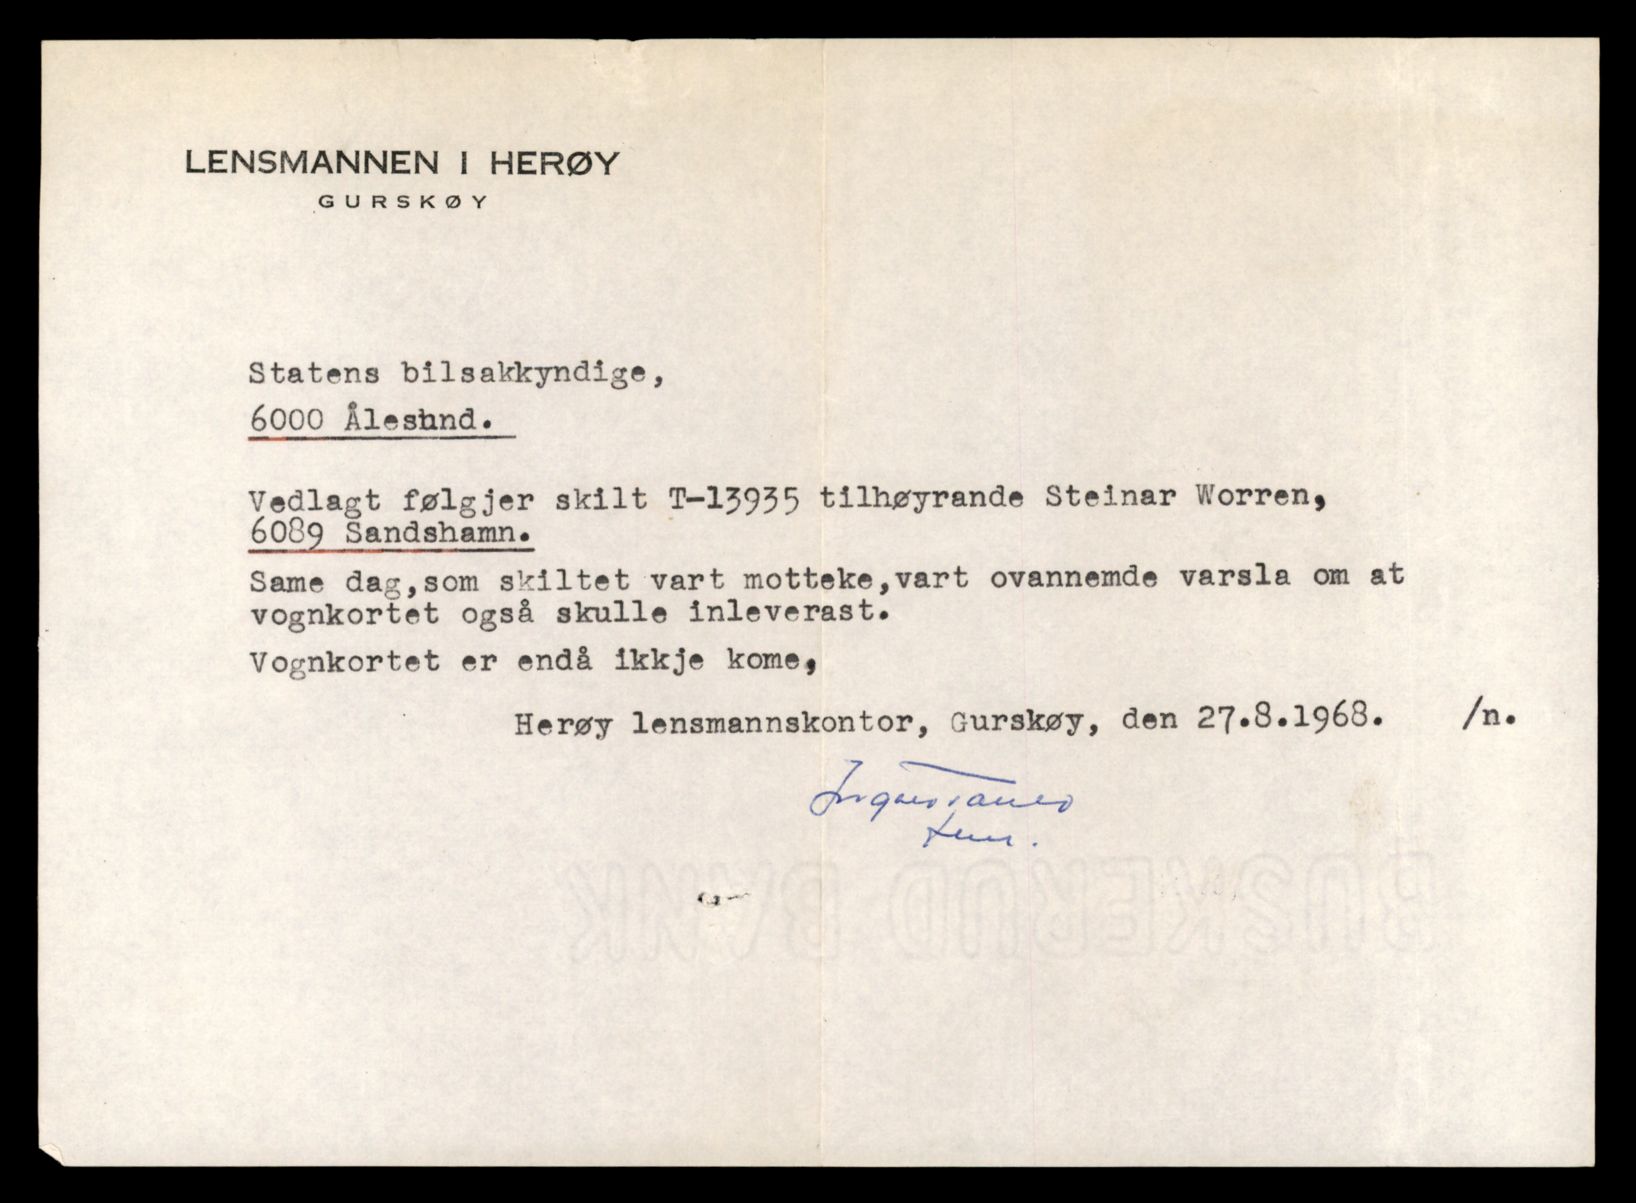 LENSMANNEN I HERØY
GURSKØY
Statens bilsakkyndige,
6000 Ålesund.
Vedlagt følgjer skilt T-13935 tilhøyrande Steinar Worren,
6089 Sandshamn.
Same dag,som skiltet vart motteke,vart ovannemde varsla om at
vognkortet også skulle inleverast.
Vognkortet er endå ikkje kome,
Herøy lensmannskontor, Gurskøy, den 27.8.1968. /n.
BUSKERUD BANK